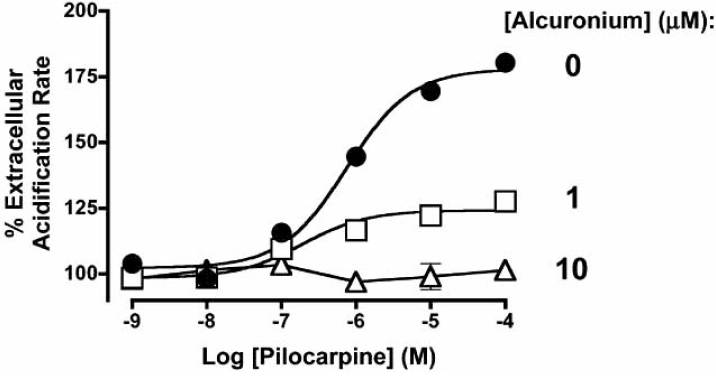 [Alcuronium] (μM):
200
175
150
125
100
% Extracellular
Acidification Rate
0
1
10
-9 -8 -7 -6 -5 -4
Log [Pilocarpine] (M)